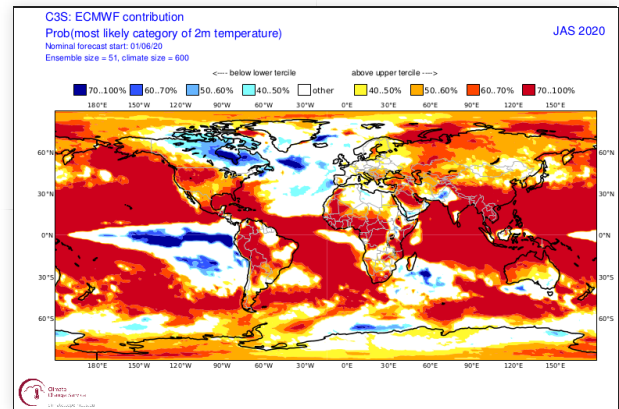 C3S: ECMWF contribution
Prob(most likely category of 2m temperature)
Nominal forecast start: 01/06/20
Ensemble size = 51, climate size = 600
JAS 2020
<---- below lower tercile
above upper tercile ---->
70..100% 60..70% 50..60% 40..50% other 40..50% 50..60% 60..70% 70..100%
180°E 150°W 120°W 90°W 60°W 30°W 0°E 30°E 60°E 90°E 120°E 150°E
60°N 60°N
30°N 30°N
0°N 0°N
30°S 30°S
60°S 60°S
180°E 150°W 120°W 90°W 60°W 30°W 0°E 30°E 60°E 90°E 120°E 150°E
Climate
Change Service